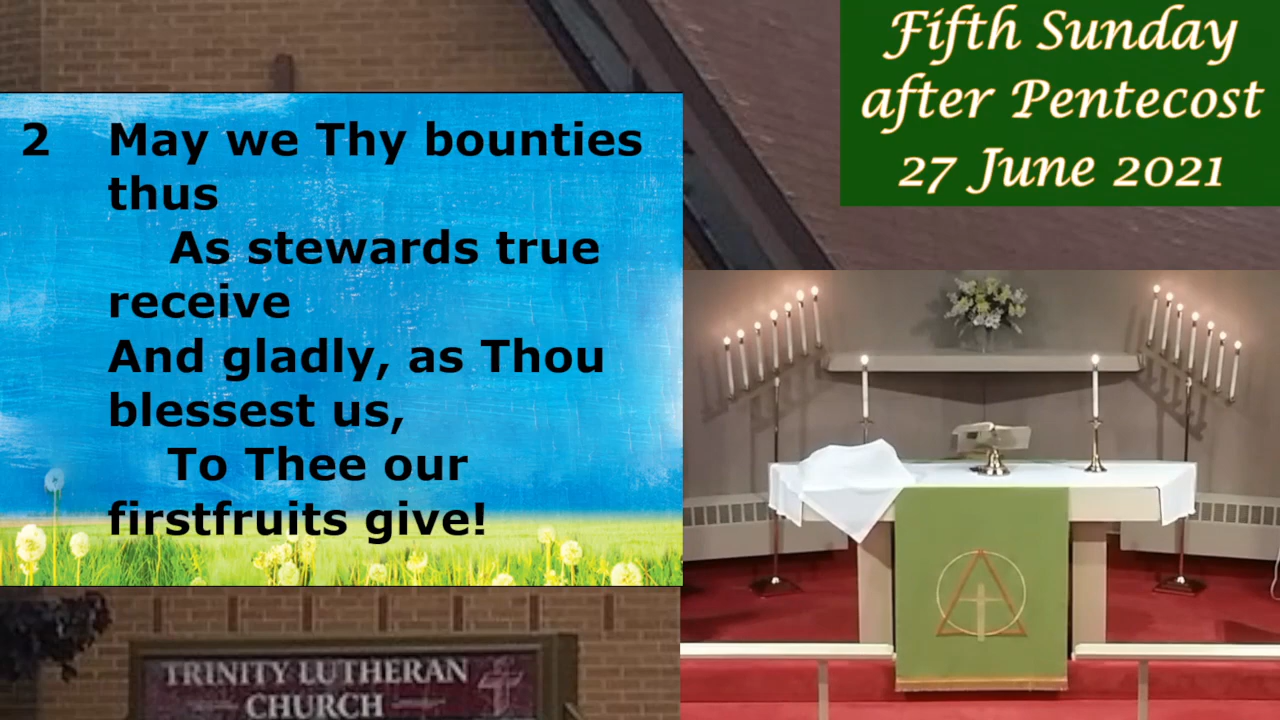 2 May we Thy bounties
thus
As stewards true
receive
And gladly, as Thou
blessest us,
To Thee our
firstfruits give!
Fifth Sunday
after Pentecost
27 June 2021
TRINITY LUTHERAN
CHURCH